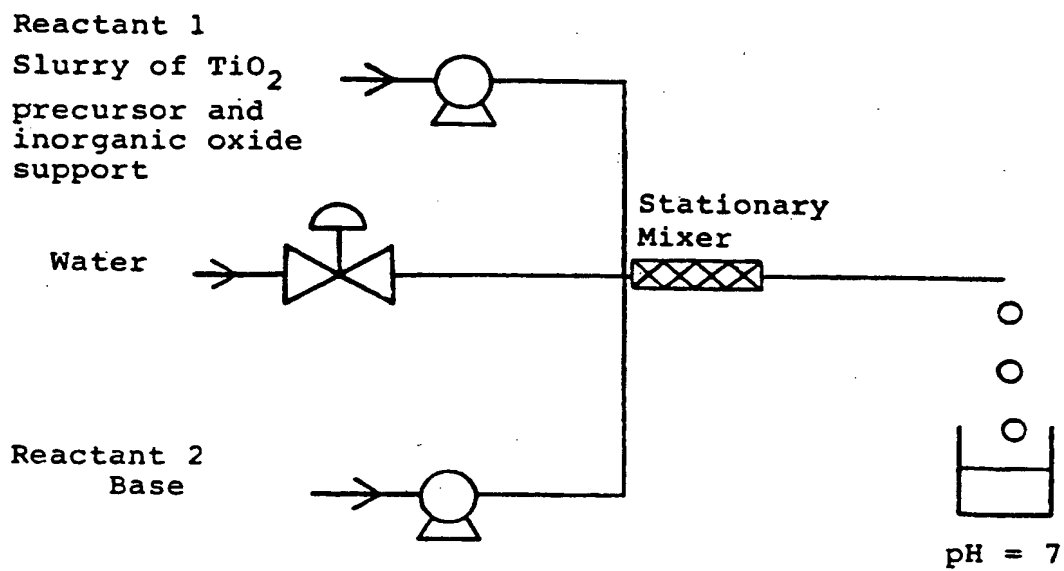 Reactant 1
Slurry of TiO2
precursor and
inorganic oxide
support
Stationary
Mixer
Water
Reactant 2
Base
pH = 7